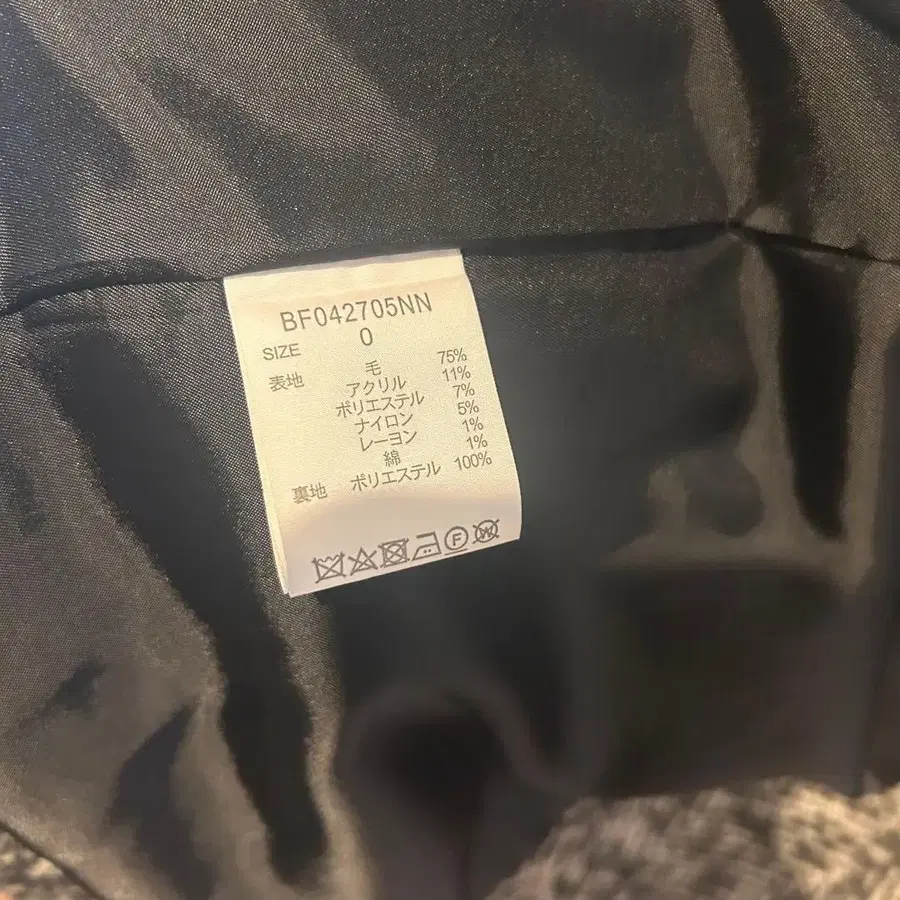 BF042705NN
SIZE 0
表地 毛 75%
アクリル 11%
ポリエステル 7%
ナイロン 5%
レーヨン 1%
綿 1%
裏地 ポリエステル 100%
F
W